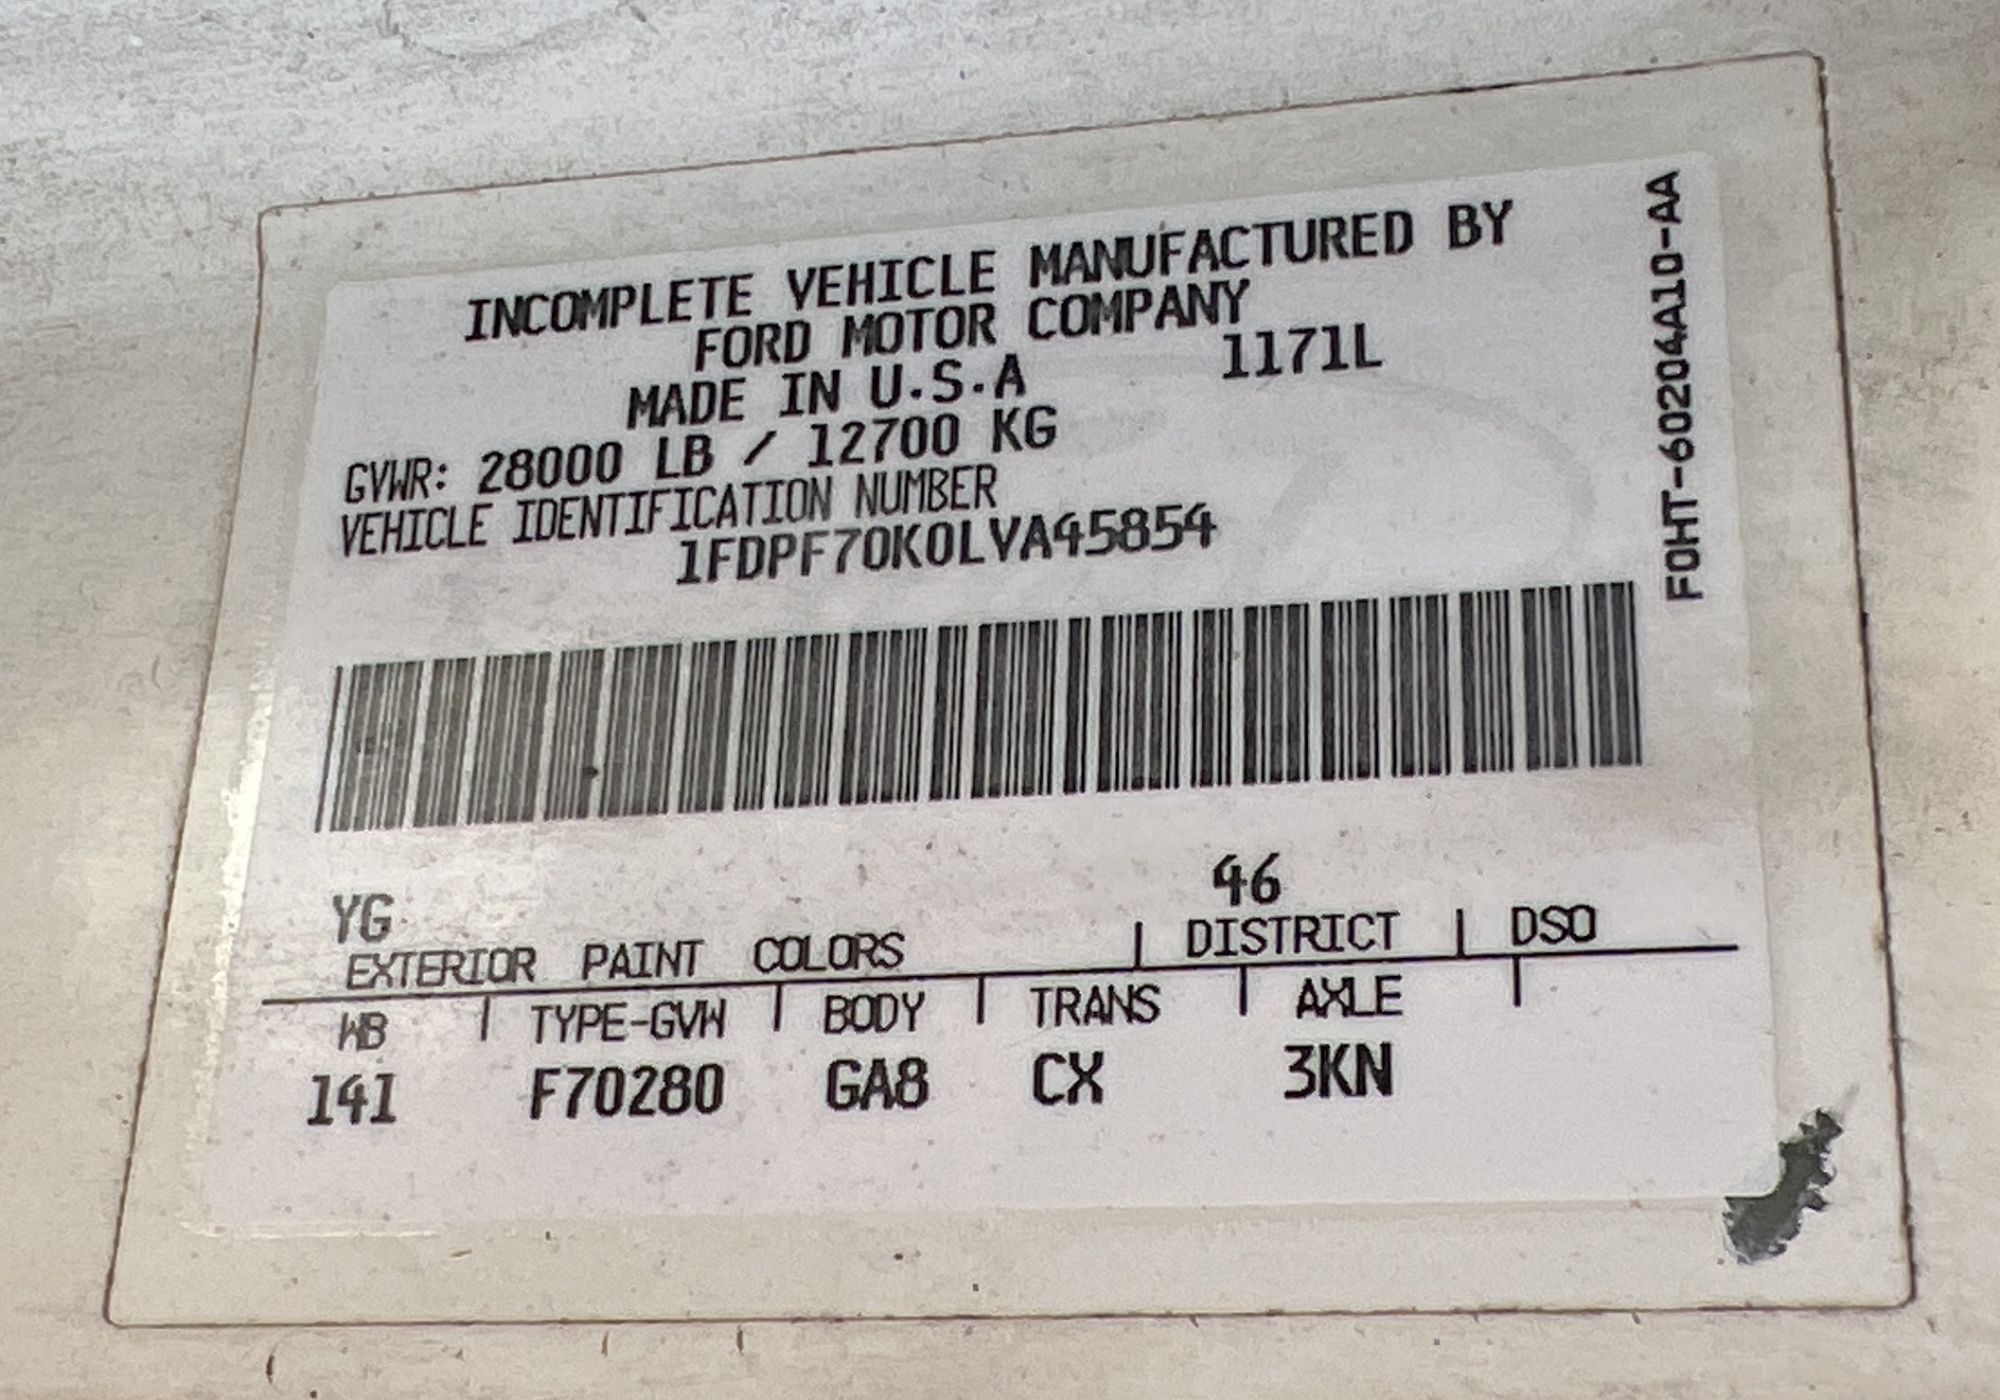 INCOMPLETE VEHICLE MANUFACTURED BY
FORD MOTOR COMPANY
MADE IN U.S.A 1171L
GVWR: 28000 LB / 12700 KG
VEHICLE IDENTIFICATION NUMBER
1FDPF70K0LVA45854
F0HT-60204A10-AA
YG 46
EXTERIOR PAINT COLORS | DISTRICT | DSO
WB | TYPE-GVW | BODY | TRANS | AXLE |
141 F70280 GA8 CX 3KN